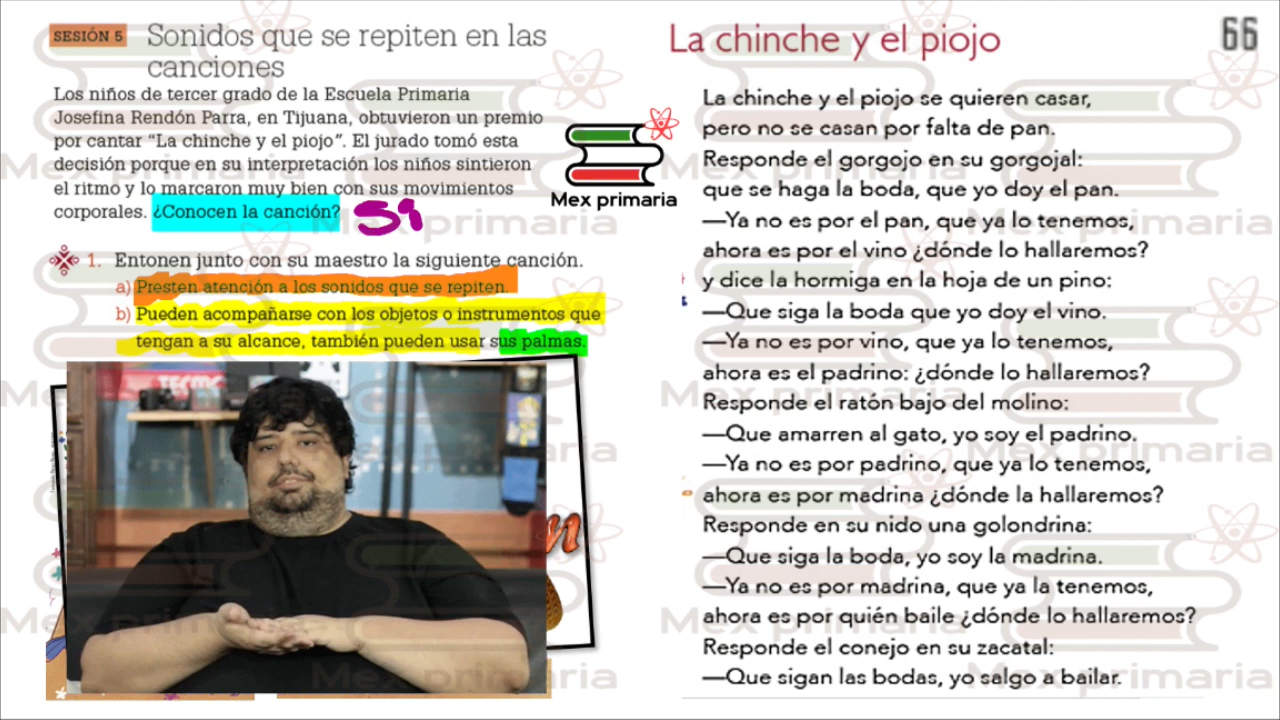 SESIÓN 5
Sonidos que se repiten en las
canciones
Los niños de tercer grado de la Escuela Primaria
Josefina Rendón Parra, en Tijuana, obtuvieron un premio
por cantar “La chinche y el piojo”. El jurado tomó esta
decisión porque en su interpretación los niños sintieron
el ritmo y lo marcaron muy bien con sus movimientos
corporales. ¿Conocen la canción? Si
1. Entonen junto con su maestro la siguiente canción.
a) Presten atención a los sonidos que se repiten.
b) Pueden acompañarse con los objetos o instrumentos que
tengan a su alcance, también pueden usar sus palmas.
Mex primaria
La chinche y el piojo
66
La chinche y el piojo se quieren casar,
pero no se casan por falta de pan.
Responde el gorgojo en su gorgojal:
que se haga la boda, que yo doy el pan.
—Ya no es por el pan, que ya lo tenemos,
ahora es por el vino ¿dónde lo hallaremos?
y dice la hormiga en la hoja de un pino:
—Que siga la boda que yo doy el vino.
—Ya no es por vino, que ya lo tenemos,
ahora es el padrino: ¿dónde lo hallaremos?
Responde el ratón bajo del molino:
—Que amarren al gato, yo soy el padrino.
—Ya no es por padrino, que ya lo tenemos,
ahora es por madrina ¿dónde la hallaremos?
Responde en su nido una golondrina:
—Que siga la boda, yo soy la madrina.
—Ya no es por madrina, que ya la tenemos,
ahora es por quién baile ¿dónde lo hallaremos?
Responde el conejo en su zacatal:
—Que sigan las bodas, yo salgo a bailar.